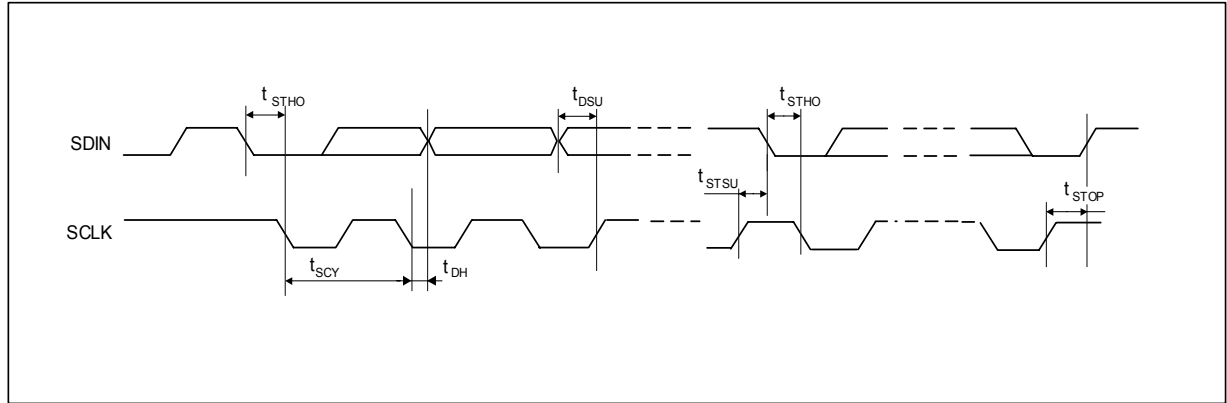 t STHO
t DSU
t STHO
SDIN
t STSU
t STOP
SCLK
t SCY
t DH